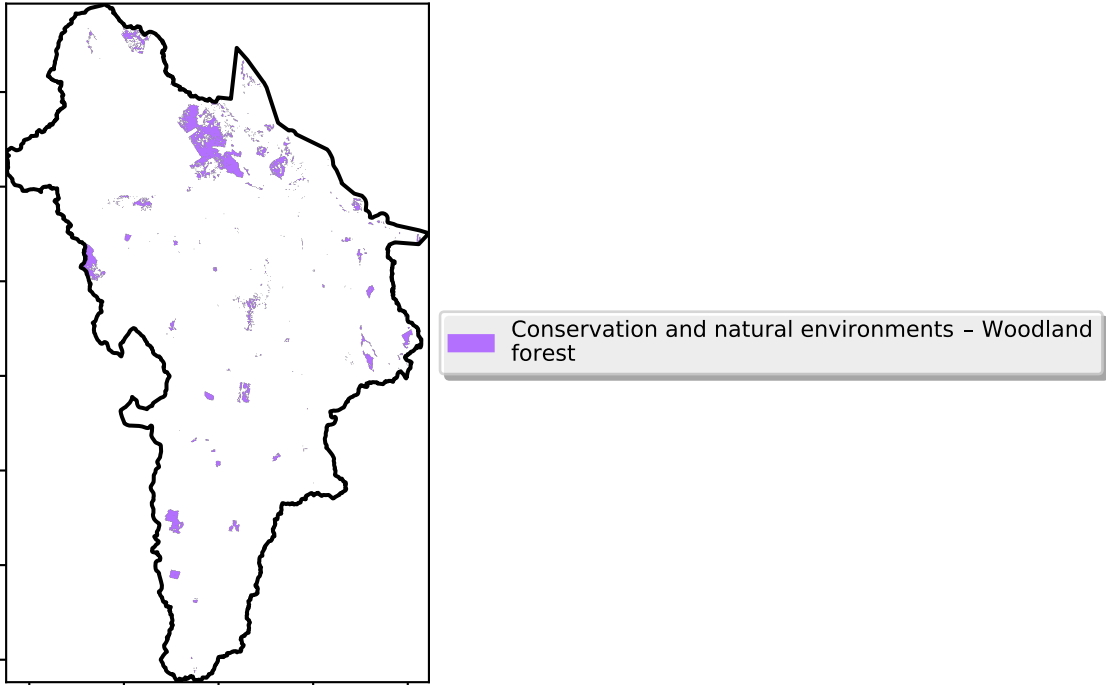 Conservation and natural environments – Woodland
forest